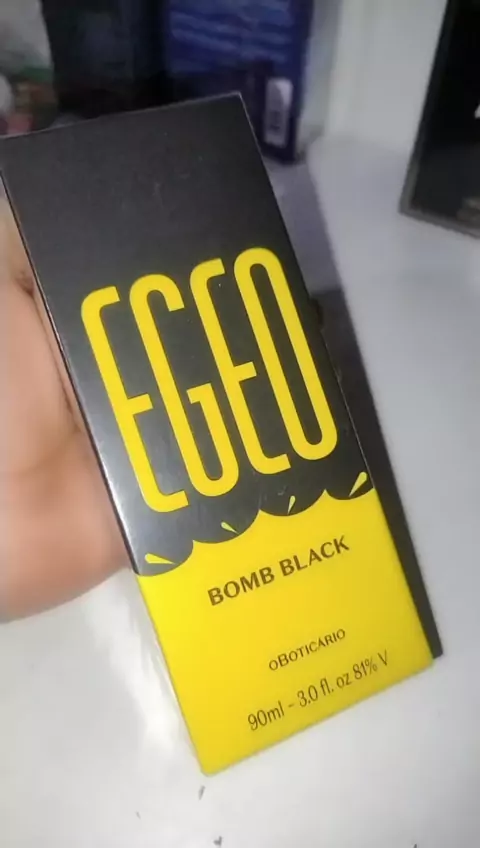 EGEO
BOMB BLACK
oBOTICÁRIO
90ml - 3.0 fl. oz 81% V